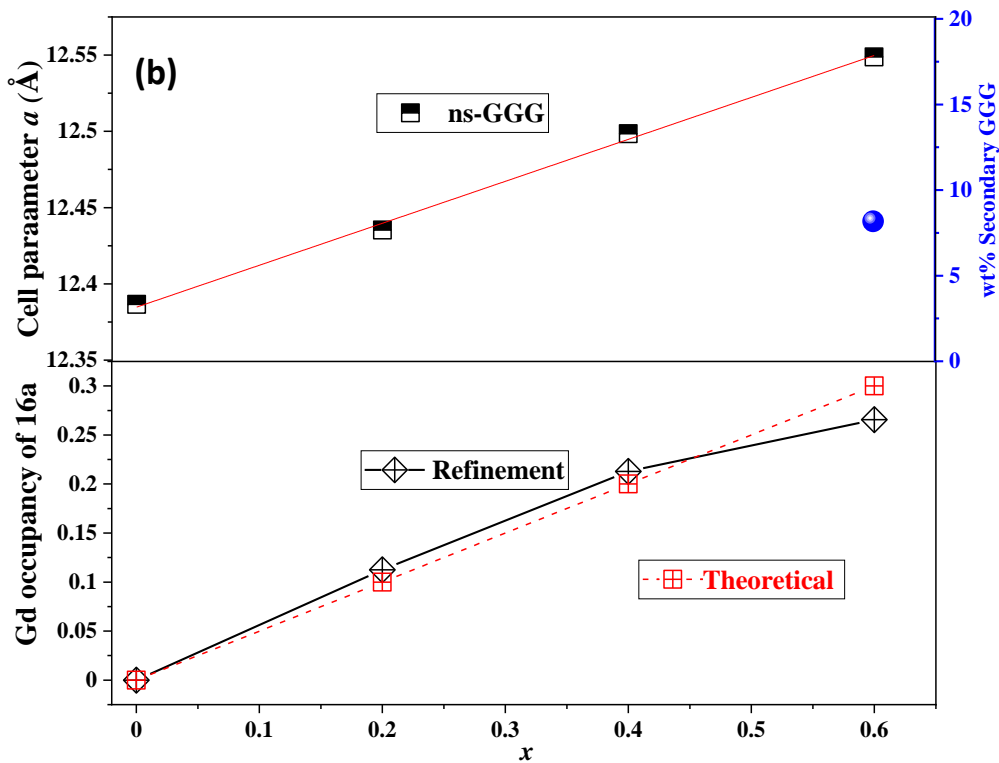 (b)
Cell paraameter a (Å)
12.55
12.5
12.45
12.4
12.35
ns-GGG
20
15
10
5
0
wt% Secondary GGG
Gd occupancy of 16a
0.3
0.25
0.2
0.15
0.1
0.05
0
Refinement
Theoretical
0 0.1 0.2 0.3 0.4 0.5 0.6
x